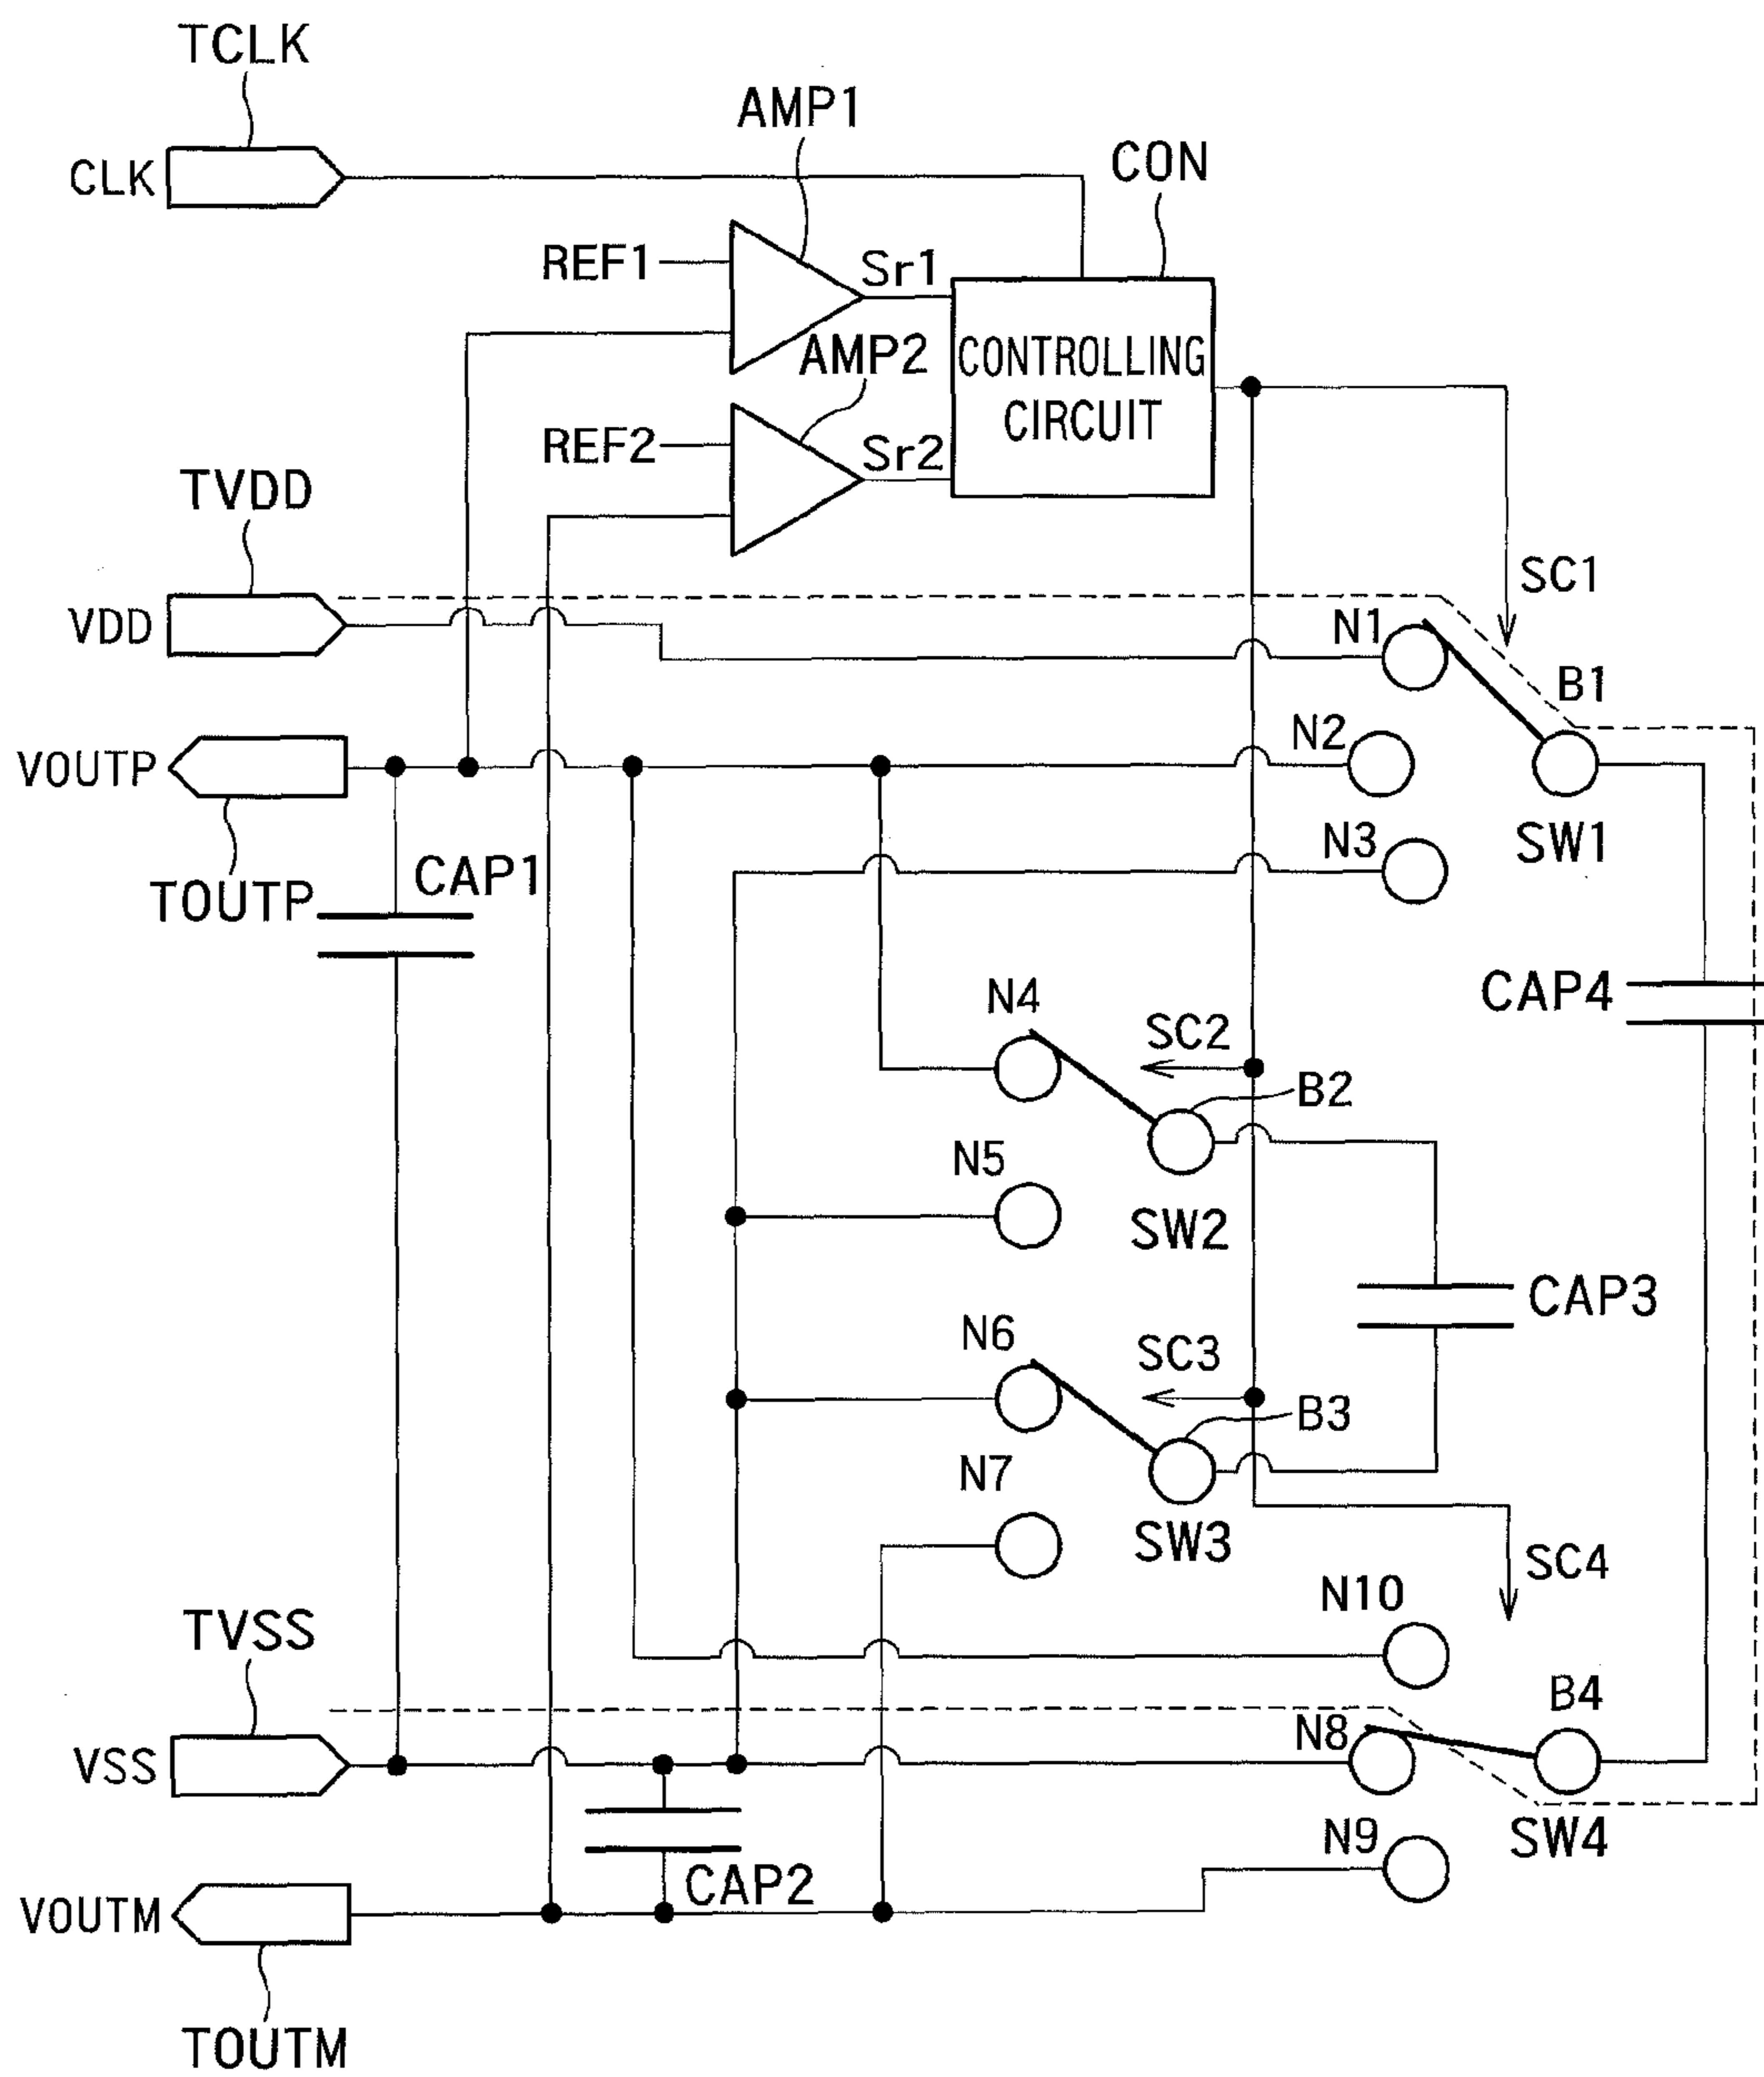 TCLK
AMP1
CON
CLK
REF1
Sr1
AMP2
CONTROLLING
CIRCUIT
REF2
Sr2
TVDD
SC1
VDD
N1
B1
N2
VOUTP
N3
SW1
CAP1
TOUTP
CAP4
N4
SC2
B2
N5
SW2
CAP3
N6
SC3
B3
N7
SW3
SC4
N10
TVSS
B4
N8
VSS
N9
SW4
CAP2
VOUTM
TOUTM